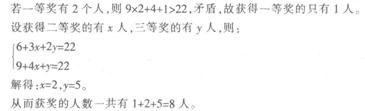 若一等奖有 2 个人,则 9×2+4+1>22,矛盾,故获得一等奖的只有 1 人。
设获得二等奖的有 x 人,三等奖的有 y 人,则:
6+3x+2y=22
9+4x+y=22
解得:x=2,y=5。
从而获奖的人数一共有 1+2+5=8 人。